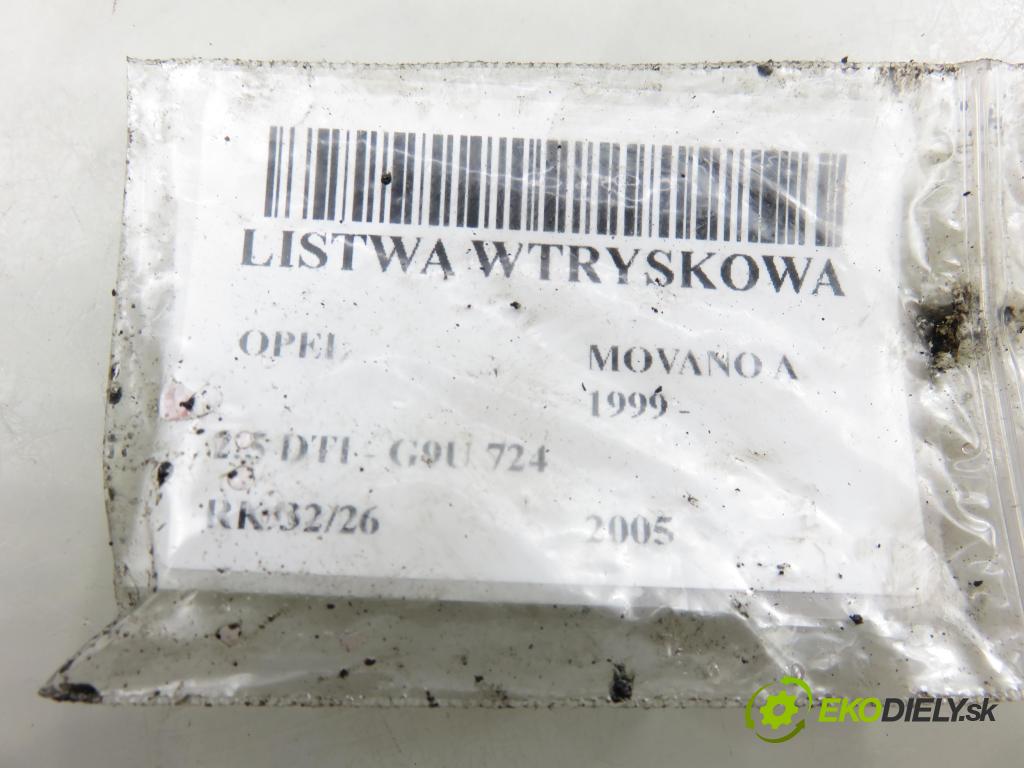 LISTWA WTRYSKOWA
OPEL MOVANO A
1999 -
2.5 DTI - G9U 724
RK/32/26 2005
EKODIELY.sk